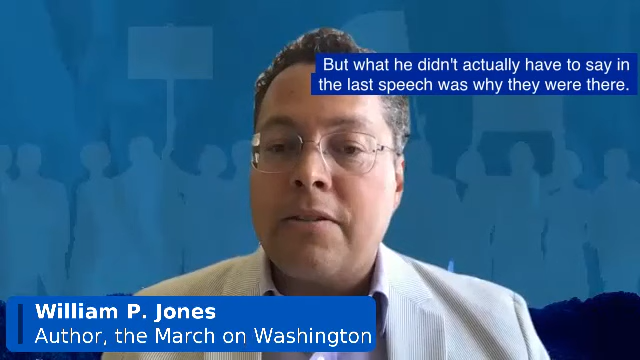 But what he didn't actually have to say in
the last speech was why they were there.
William P. Jones
Author, the March on Washington